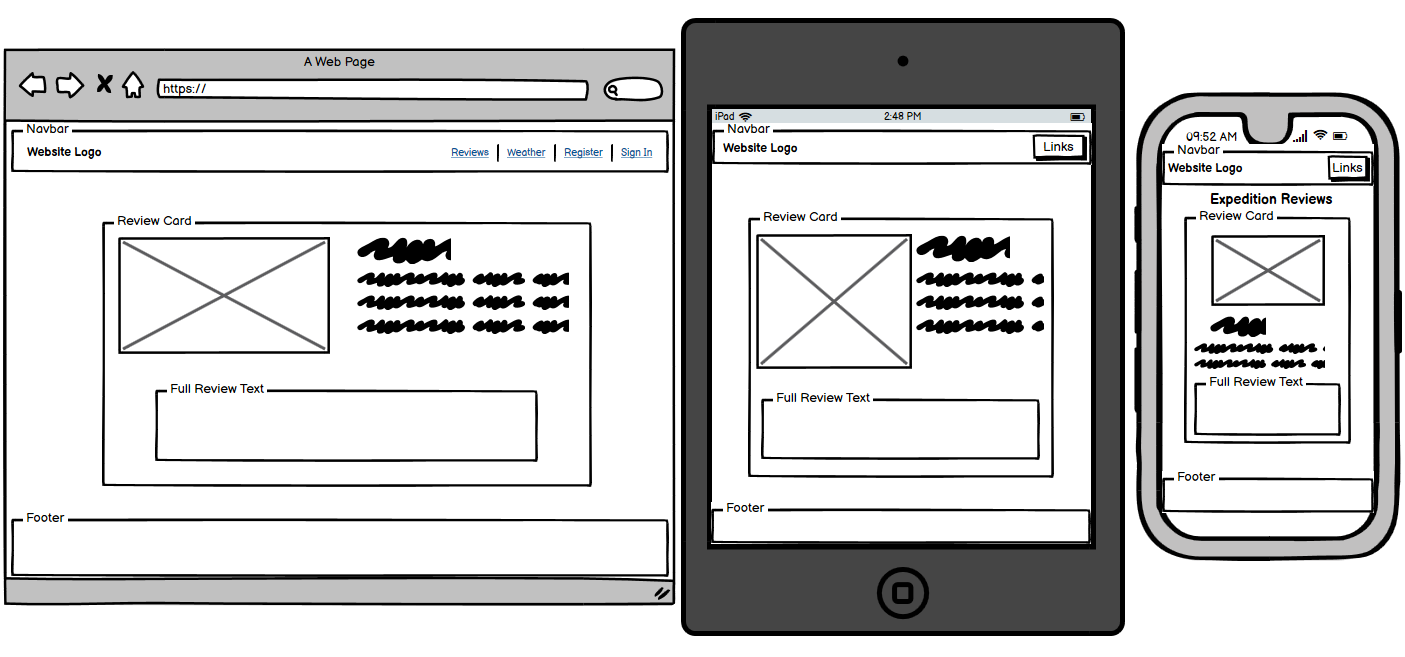 A Web Page
https://
Navbar
Website Logo
Reviews Weather Register Sign In
Review Card
Full Review Text
Footer
iPad 2:48 PM
Navbar
Website Logo Links
Review Card
Full Review Text
Footer
09:52 AM
Navbar
Website Logo Links
Expedition Reviews
Review Card
Full Review Text
Footer